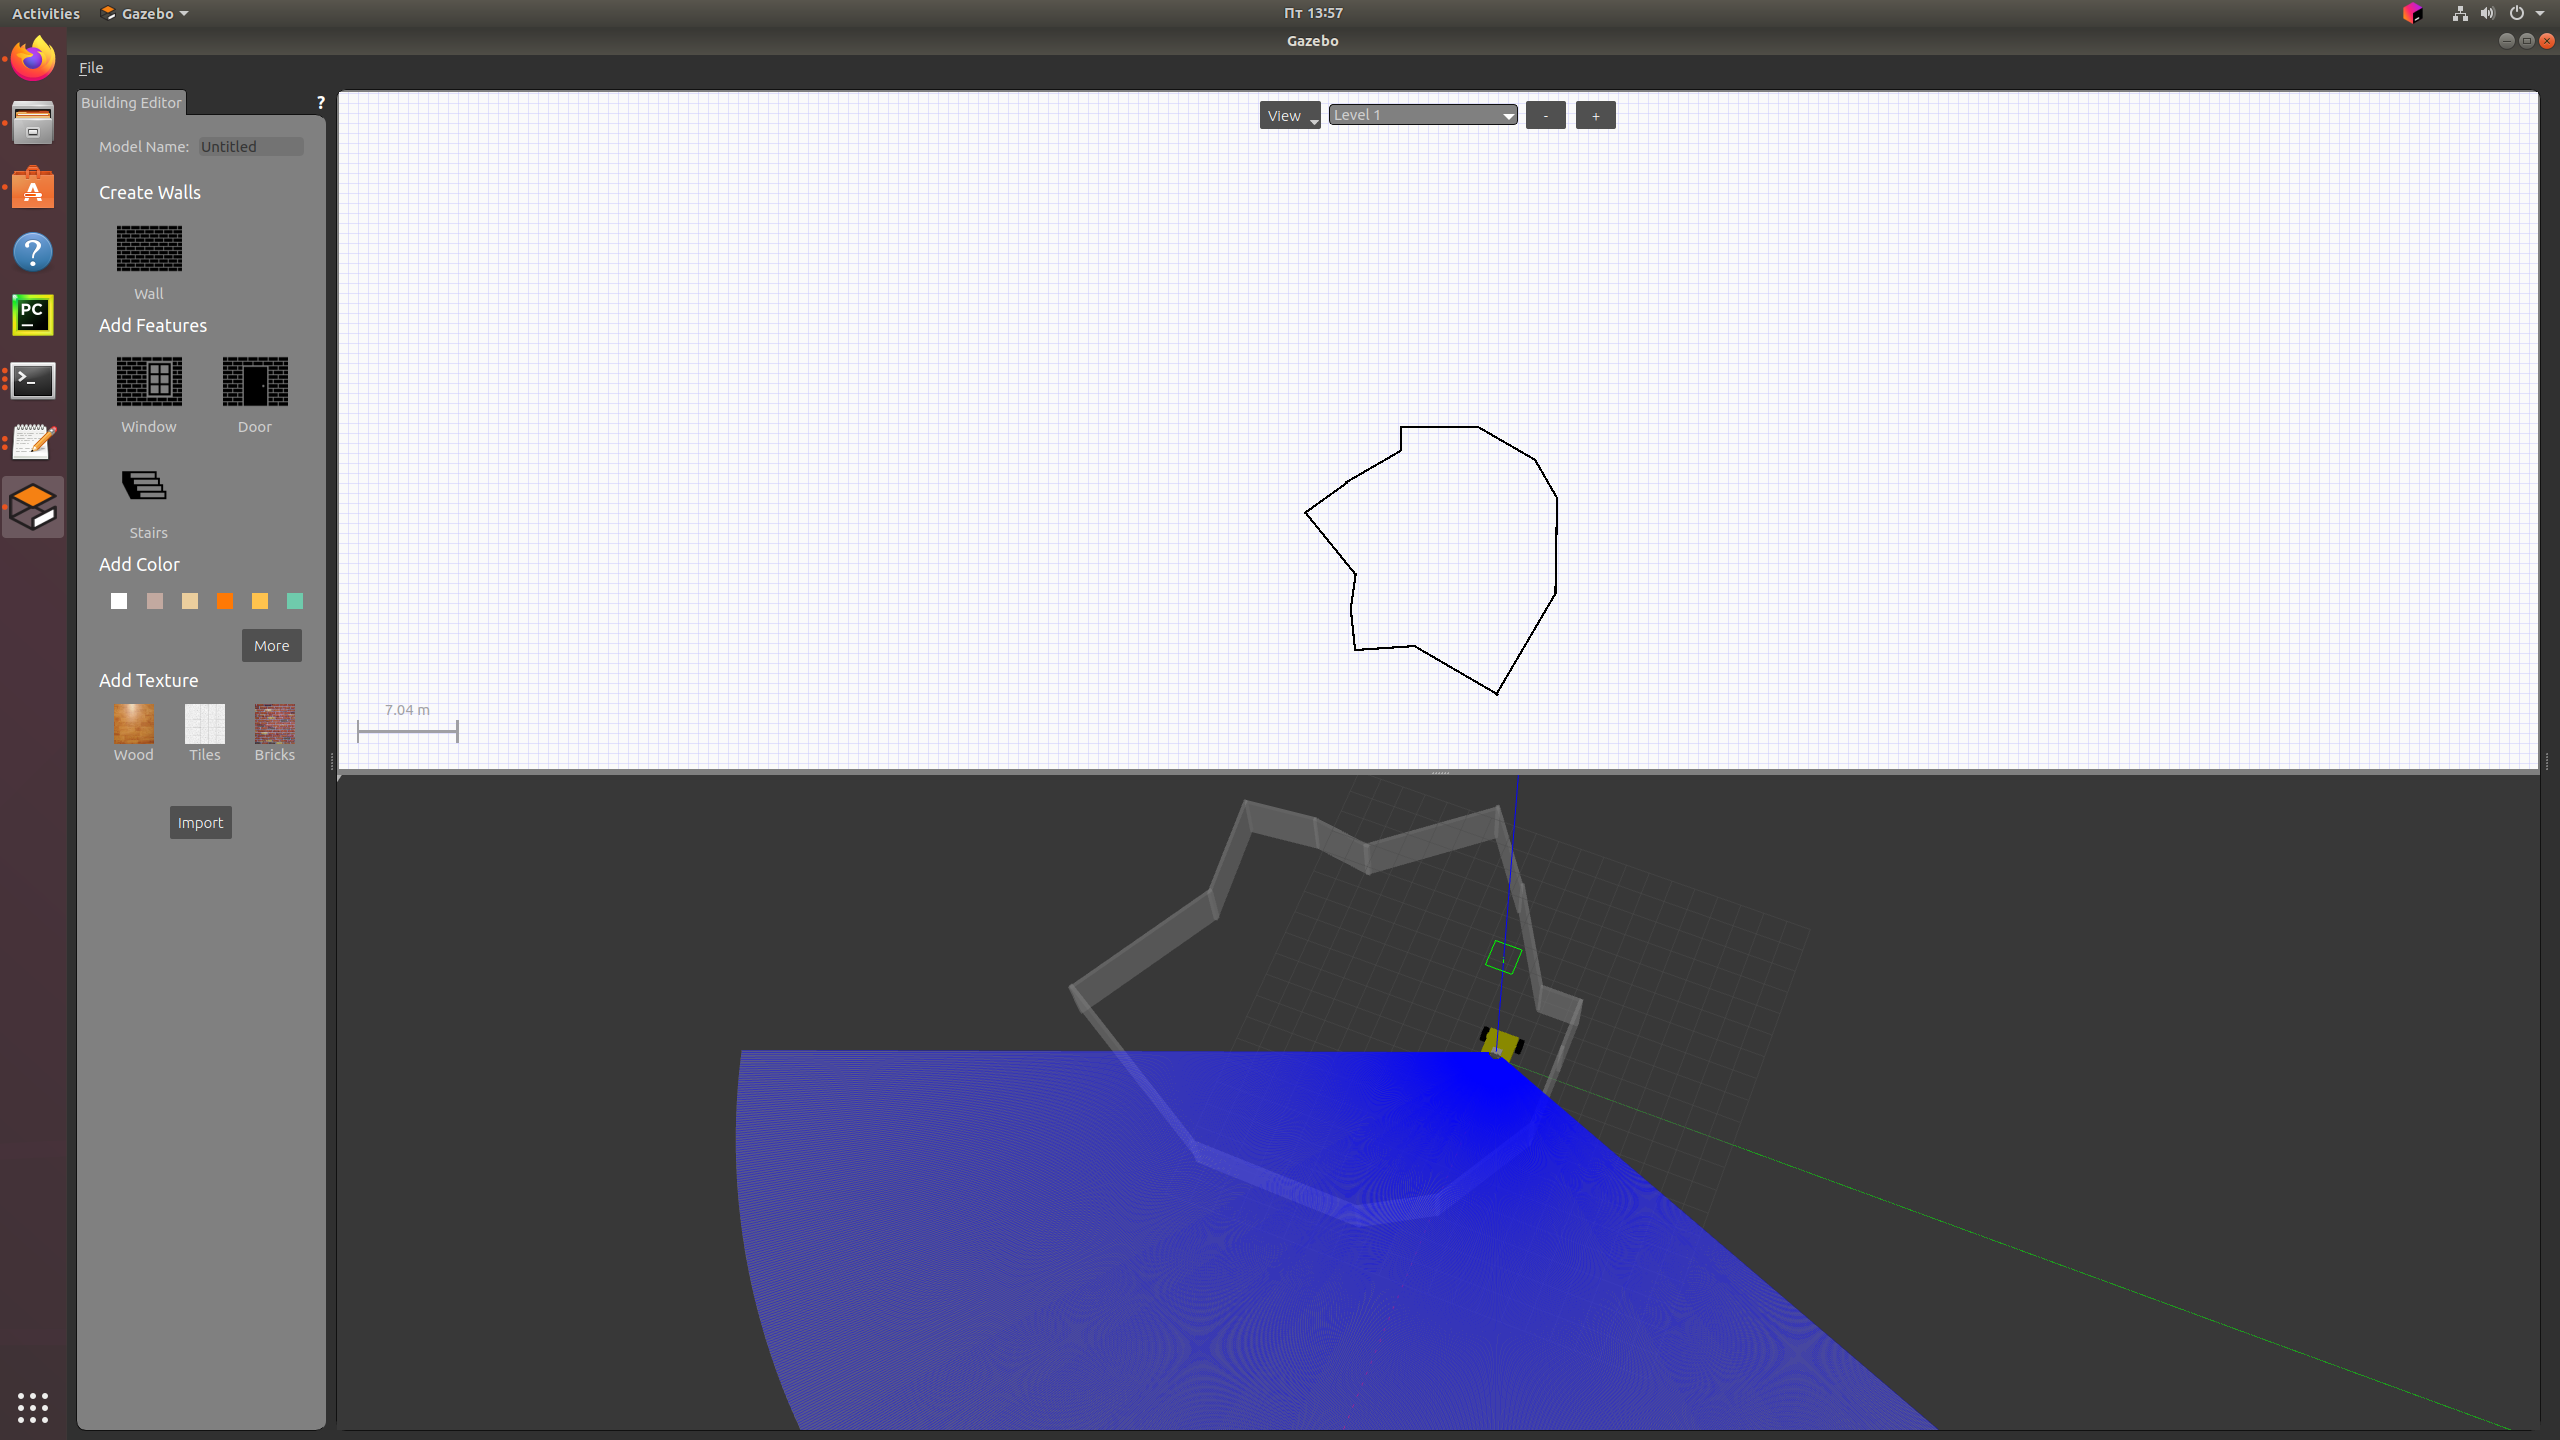 Activities
Gazebo
Пт 13:57
Gazebo
File
Building Editor
?
Model Name:
Untitled
Create Walls
Wall
Add Features
Window
Door
Stairs
Add Color
More
Add Texture
Wood
Tiles
Bricks
Import
View
Level 1
-
+
7.04 m
PC